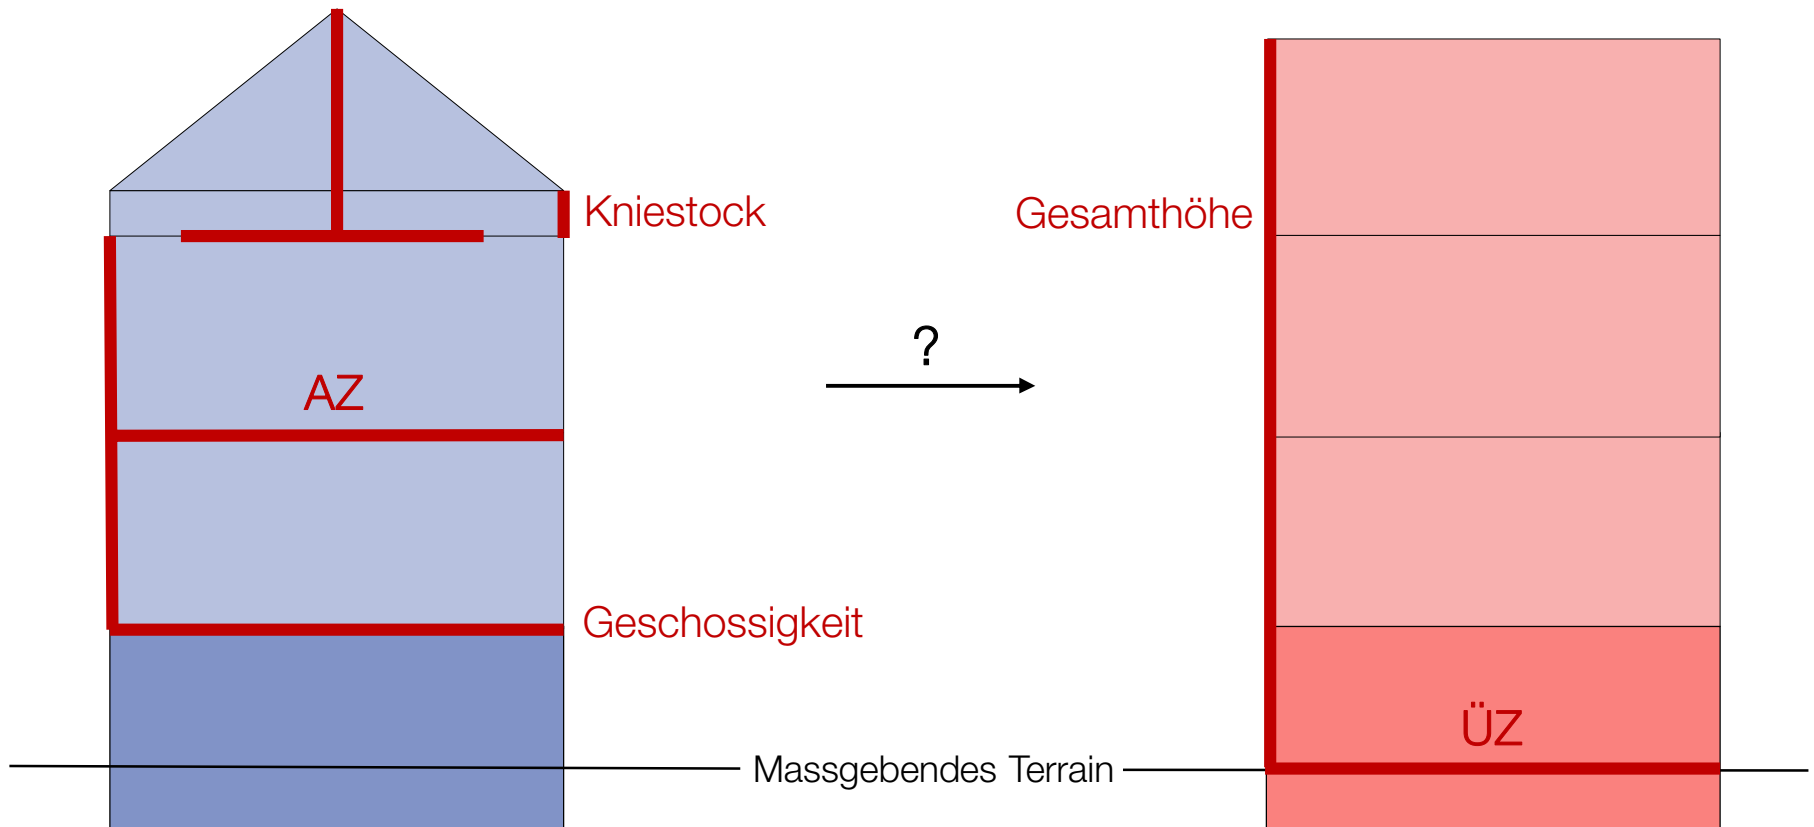 Kniestock
Gesamthöhe
?
AZ
Geschossigkeit
ÜZ
Massgebendes Terrain